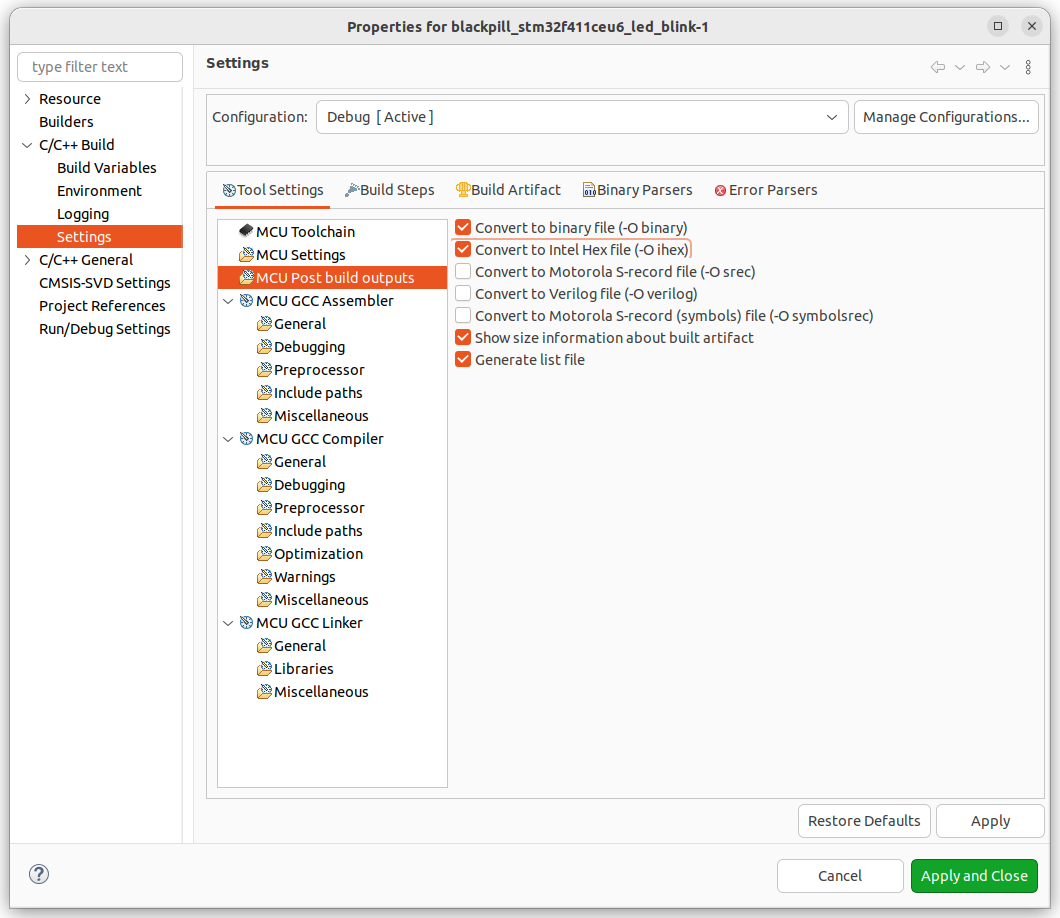 Properties for blackpill_stm32f411ceu6_led_blink-1
type filter text
Resource
Builders
C/C++ Build
Build Variables
Environment
Logging
Settings
C/C++ General
CMSIS-SVD Settings
Project References
Run/Debug Settings
Settings
Configuration: Debug [ Active ] Manage Configurations...
Tool Settings Build Steps Build Artifact Binary Parsers Error Parsers
MCU Toolchain
MCU Settings
MCU Post build outputs
MCU GCC Assembler
General
Debugging
Preprocessor
Include paths
Miscellaneous
MCU GCC Compiler
General
Debugging
Preprocessor
Include paths
Optimization
Warnings
Miscellaneous
MCU GCC Linker
General
Libraries
Miscellaneous
Convert to binary file (-O binary)
Convert to Intel Hex file (-O ihex)
Convert to Motorola S-record file (-O srec)
Convert to Verilog file (-O verilog)
Convert to Motorola S-record (symbols) file (-O symbolsrec)
Show size information about built artifact
Generate list file
Restore Defaults Apply
? Cancel Apply and Close